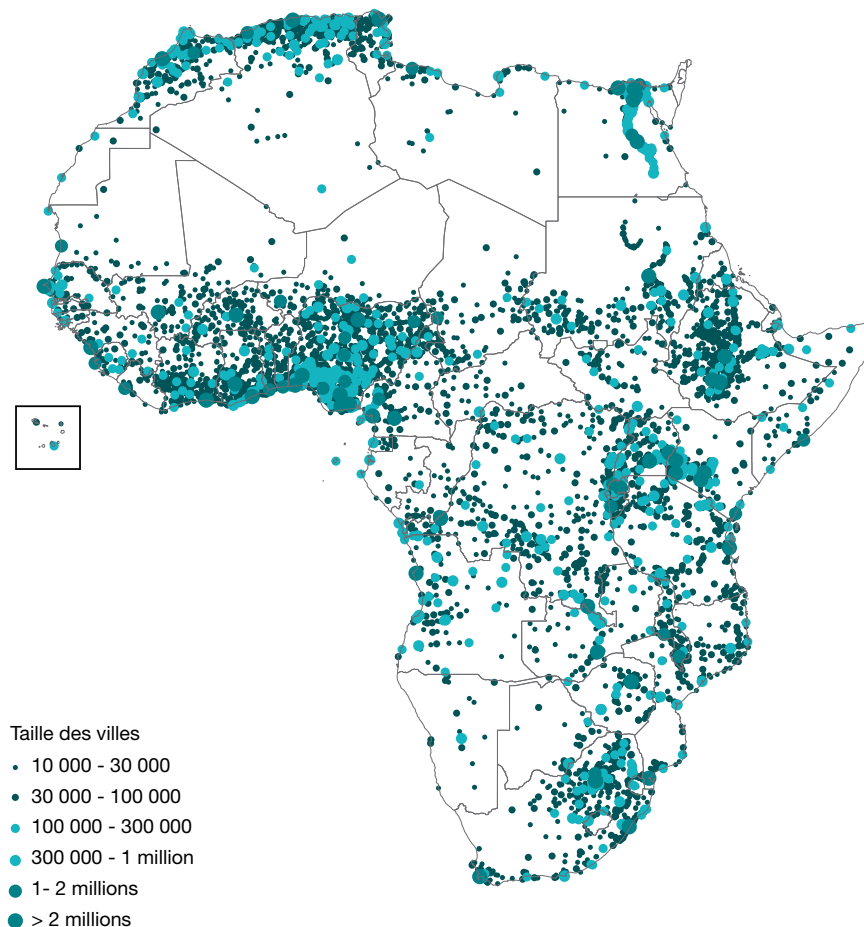 Taille des villes
10 000 - 30 000
30 000 - 100 000
100 000 - 300 000
300 000 - 1 million
1- 2 millions
> 2 millions